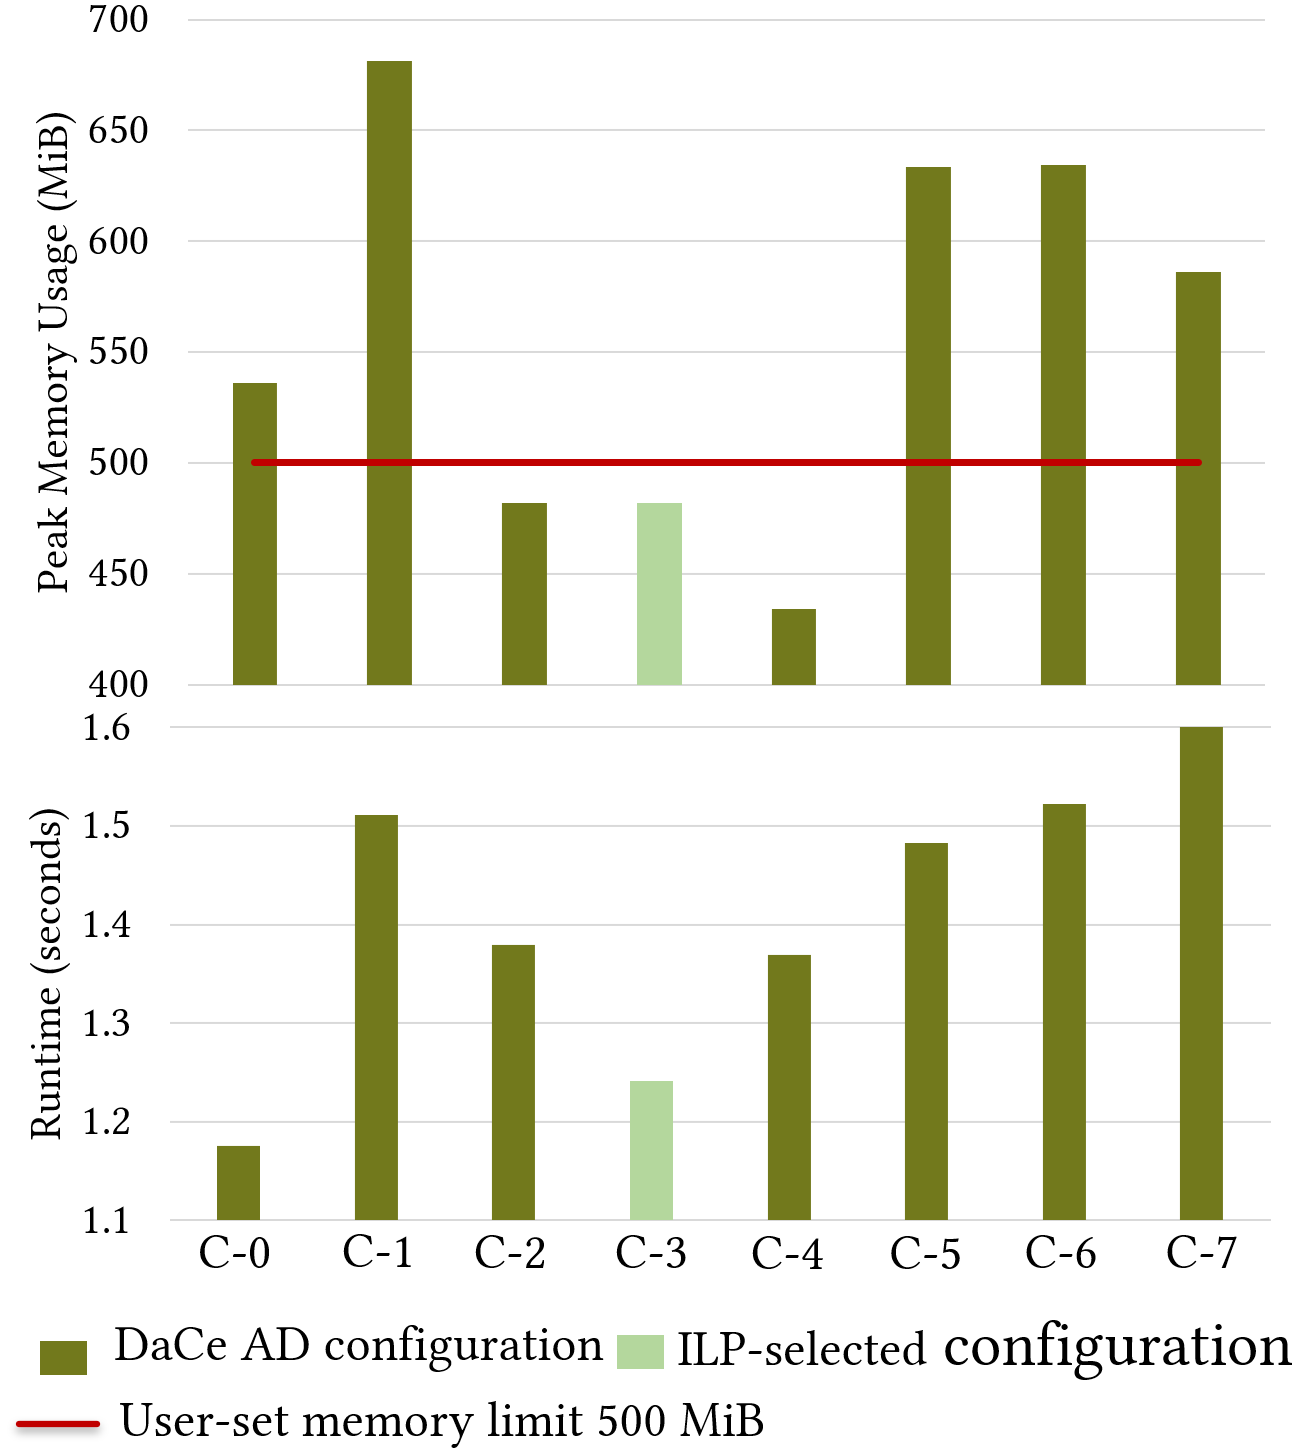 700
650
600
550
500
450
400
Peak Memory Usage (MiB)
1.6
1.5
1.4
1.3
1.2
1.1
Runtime (seconds)
C-0 C-1 C-2 C-3 C-4 C-5 C-6 C-7
DaCe AD configuration ILP-selected configuration
User-set memory limit 500 MiB